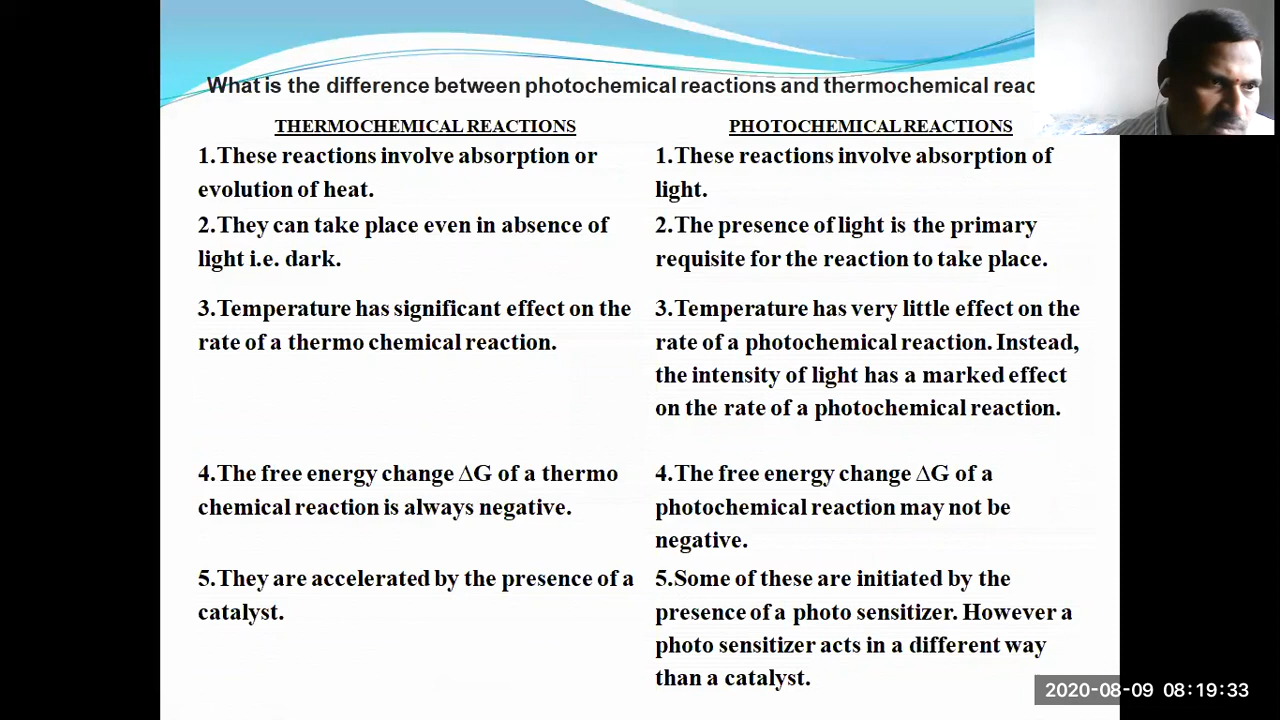 What is the difference between photochemical reactions and thermochemical reac
THERMOCHEMICAL REACTIONS
1.These reactions involve absorption or
evolution of heat.
2.They can take place even in absence of
light i.e. dark.
3.Temperature has significant effect on the
rate of a thermo chemical reaction.
4.The free energy change ∆G of a thermo
chemical reaction is always negative.
5.They are accelerated by the presence of a
catalyst.
PHOTOCHEMICAL REACTIONS
1.These reactions involve absorption of
light.
2.The presence of light is the primary
requisite for the reaction to take place.
3.Temperature has very little effect on the
rate of a photochemical reaction. Instead,
the intensity of light has a marked effect
on the rate of a photochemical reaction.
4.The free energy change ∆G of a
photochemical reaction may not be
negative.
5.Some of these are initiated by the
presence of a photo sensitizer. However a
photo sensitizer acts in a different way
than a catalyst.
2020-08-09 08:19:33